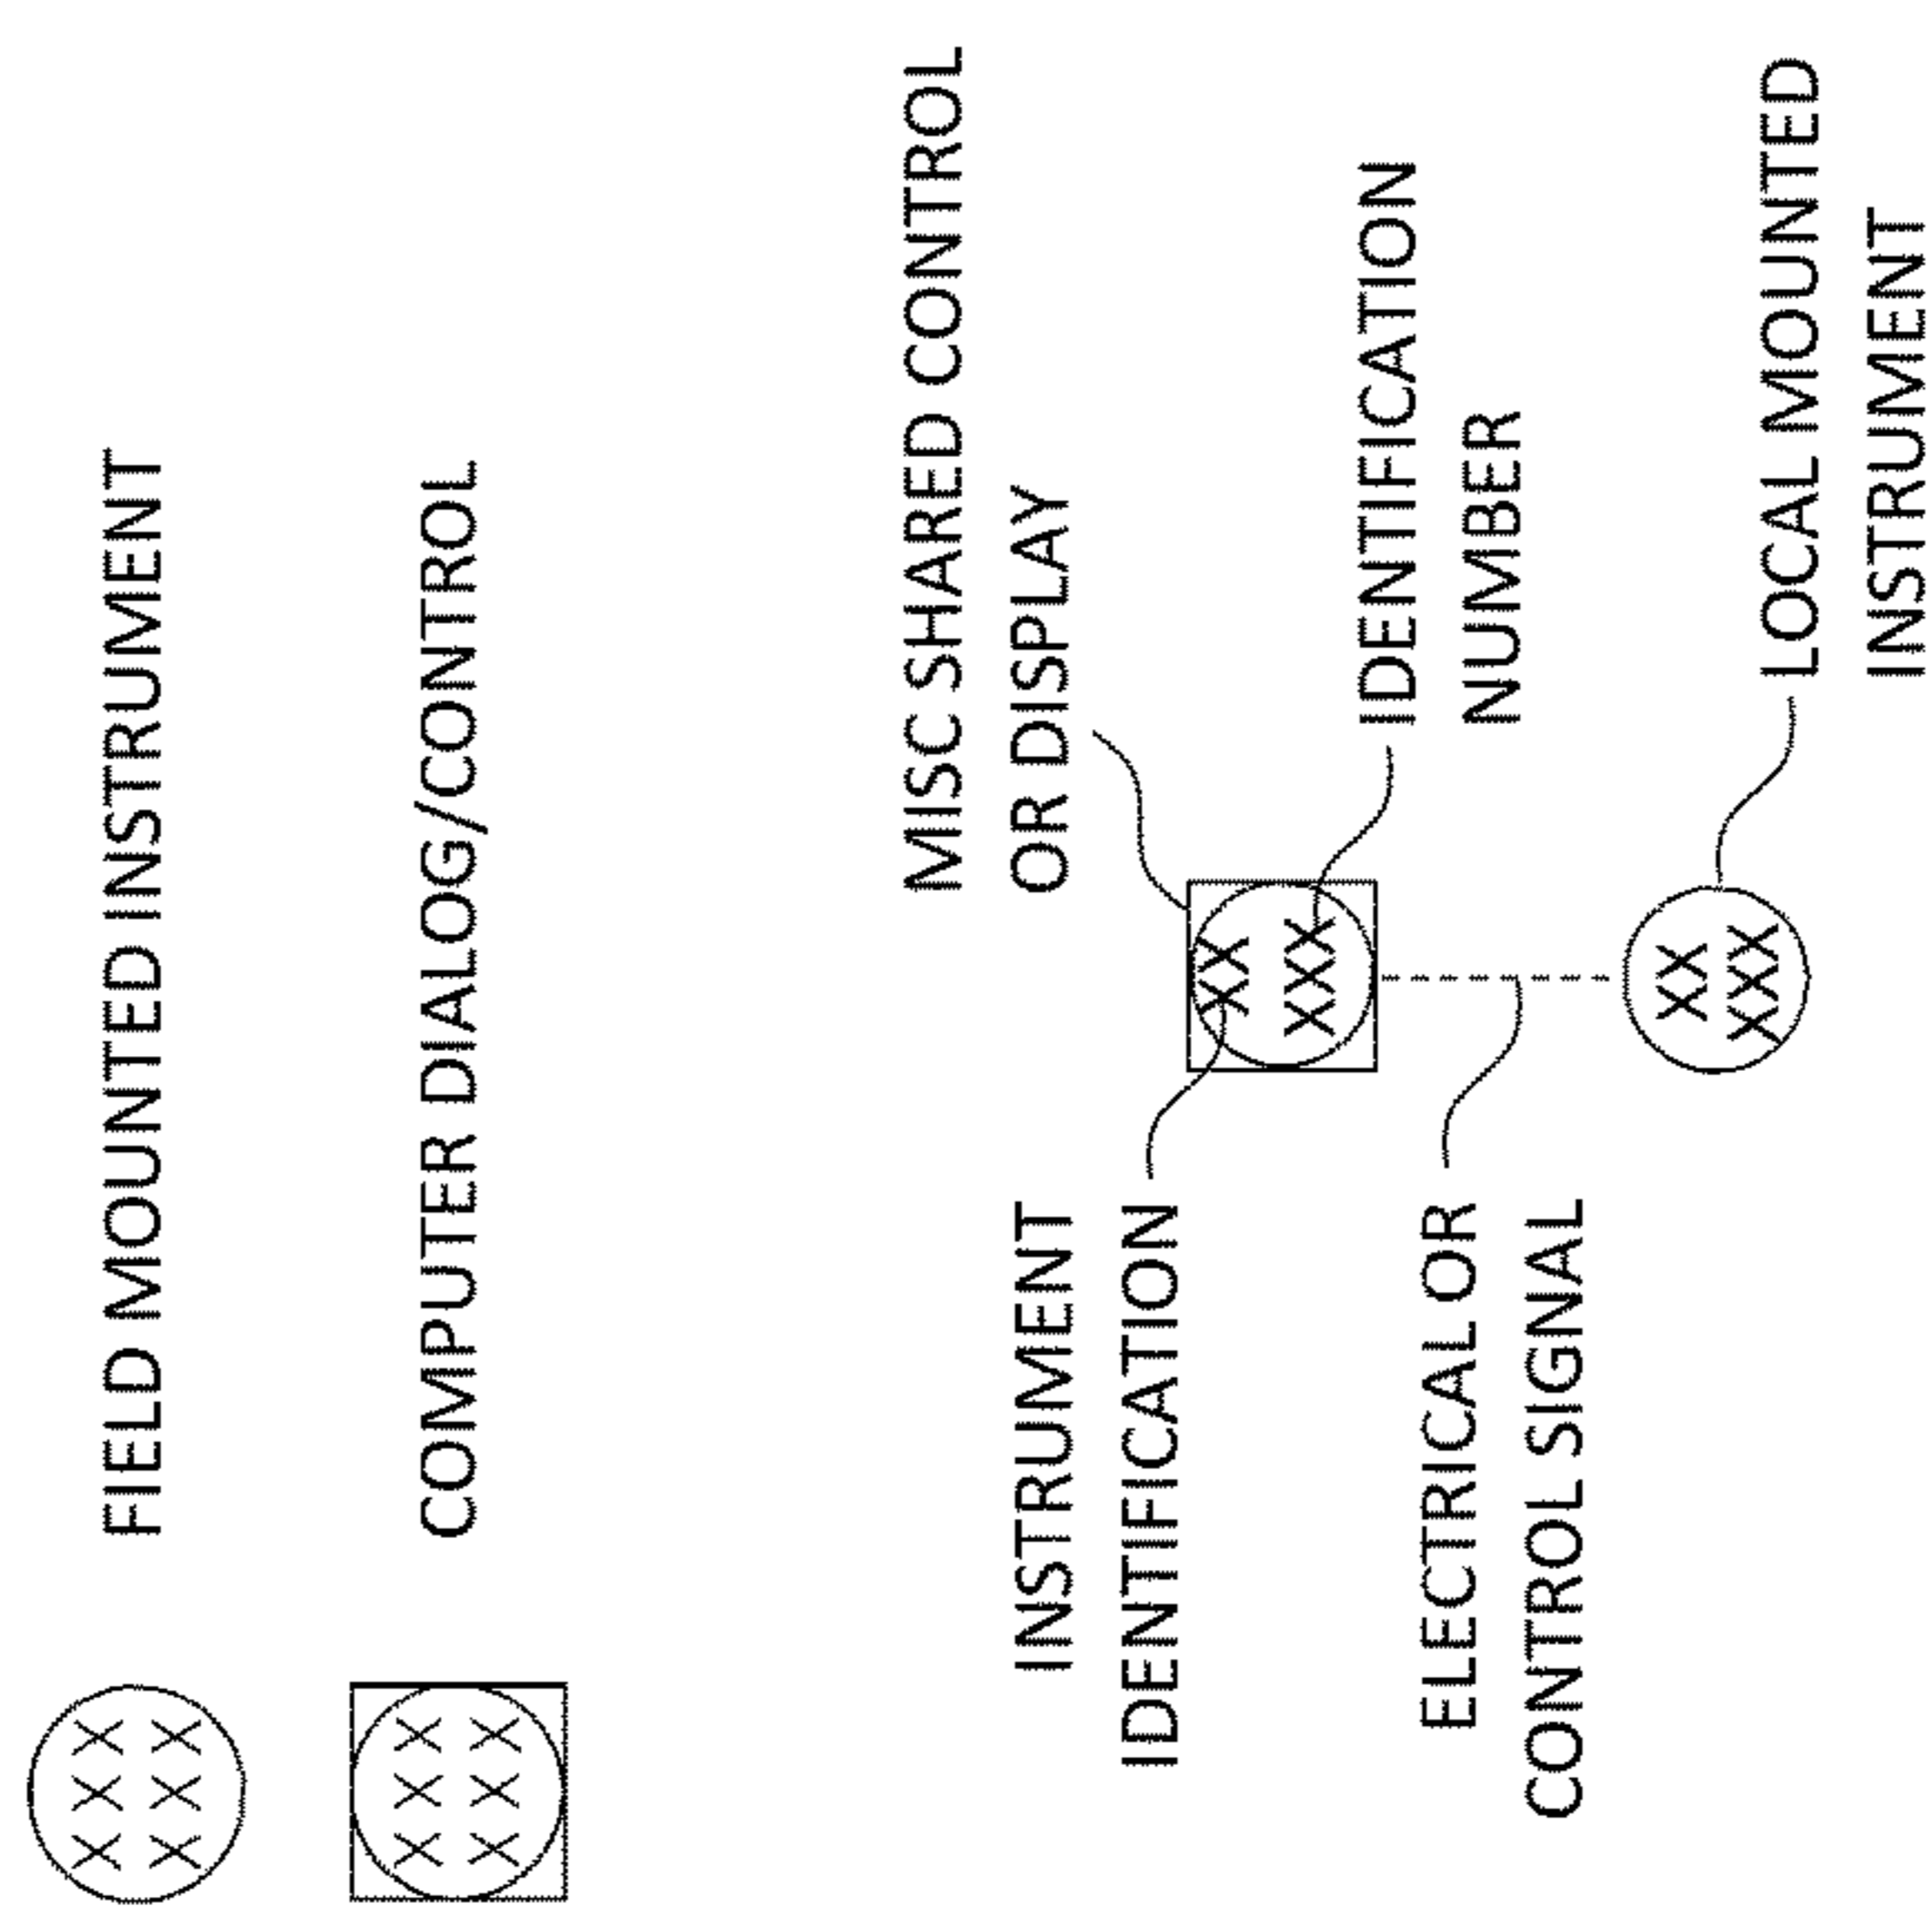 XXX
XXX
FIELD MOUNTED INSTRUMENT
XXX
XXX
COMPUTER DIALOG/CONTROL
MISC SHARED CONTROL
OR DISPLAY
INSTRUMENT
IDENTIFICATION
XX
XXX
IDENTIFICATION
NUMBER
ELECTRICAL OR
CONTROL SIGNAL
XX
XXX
LOCAL MOUNTED
INSTRUMENT